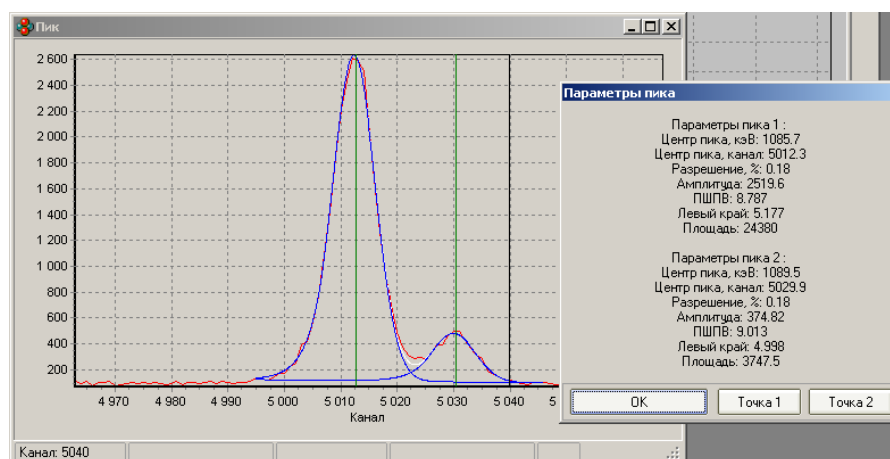 Пик
2 600
2 400
2 200
2 000
1 800
1 600
1 400
1 200
1 000
800
600
400
200
4 970 4 980 4 990 5 000 5 010 5 020 5 030 5 040 5
Канал
Канал: 5040
Параметры пика
Параметры пика 1 :
Центр пика, кэВ: 1085.7
Центр пика, канал: 5012.3
Разрешение, %: 0.18
Амплитуда: 2519.6
ПШПВ: 8.787
Левый край: 5.177
Площадь: 24380
Параметры пика 2 :
Центр пика, кэВ: 1089.5
Центр пика, канал: 5029.9
Разрешение, %: 0.18
Амплитуда: 374.82
ПШПВ: 9.013
Левый край: 4.998
Площадь: 3747.5
OK Точка 1 Точка 2